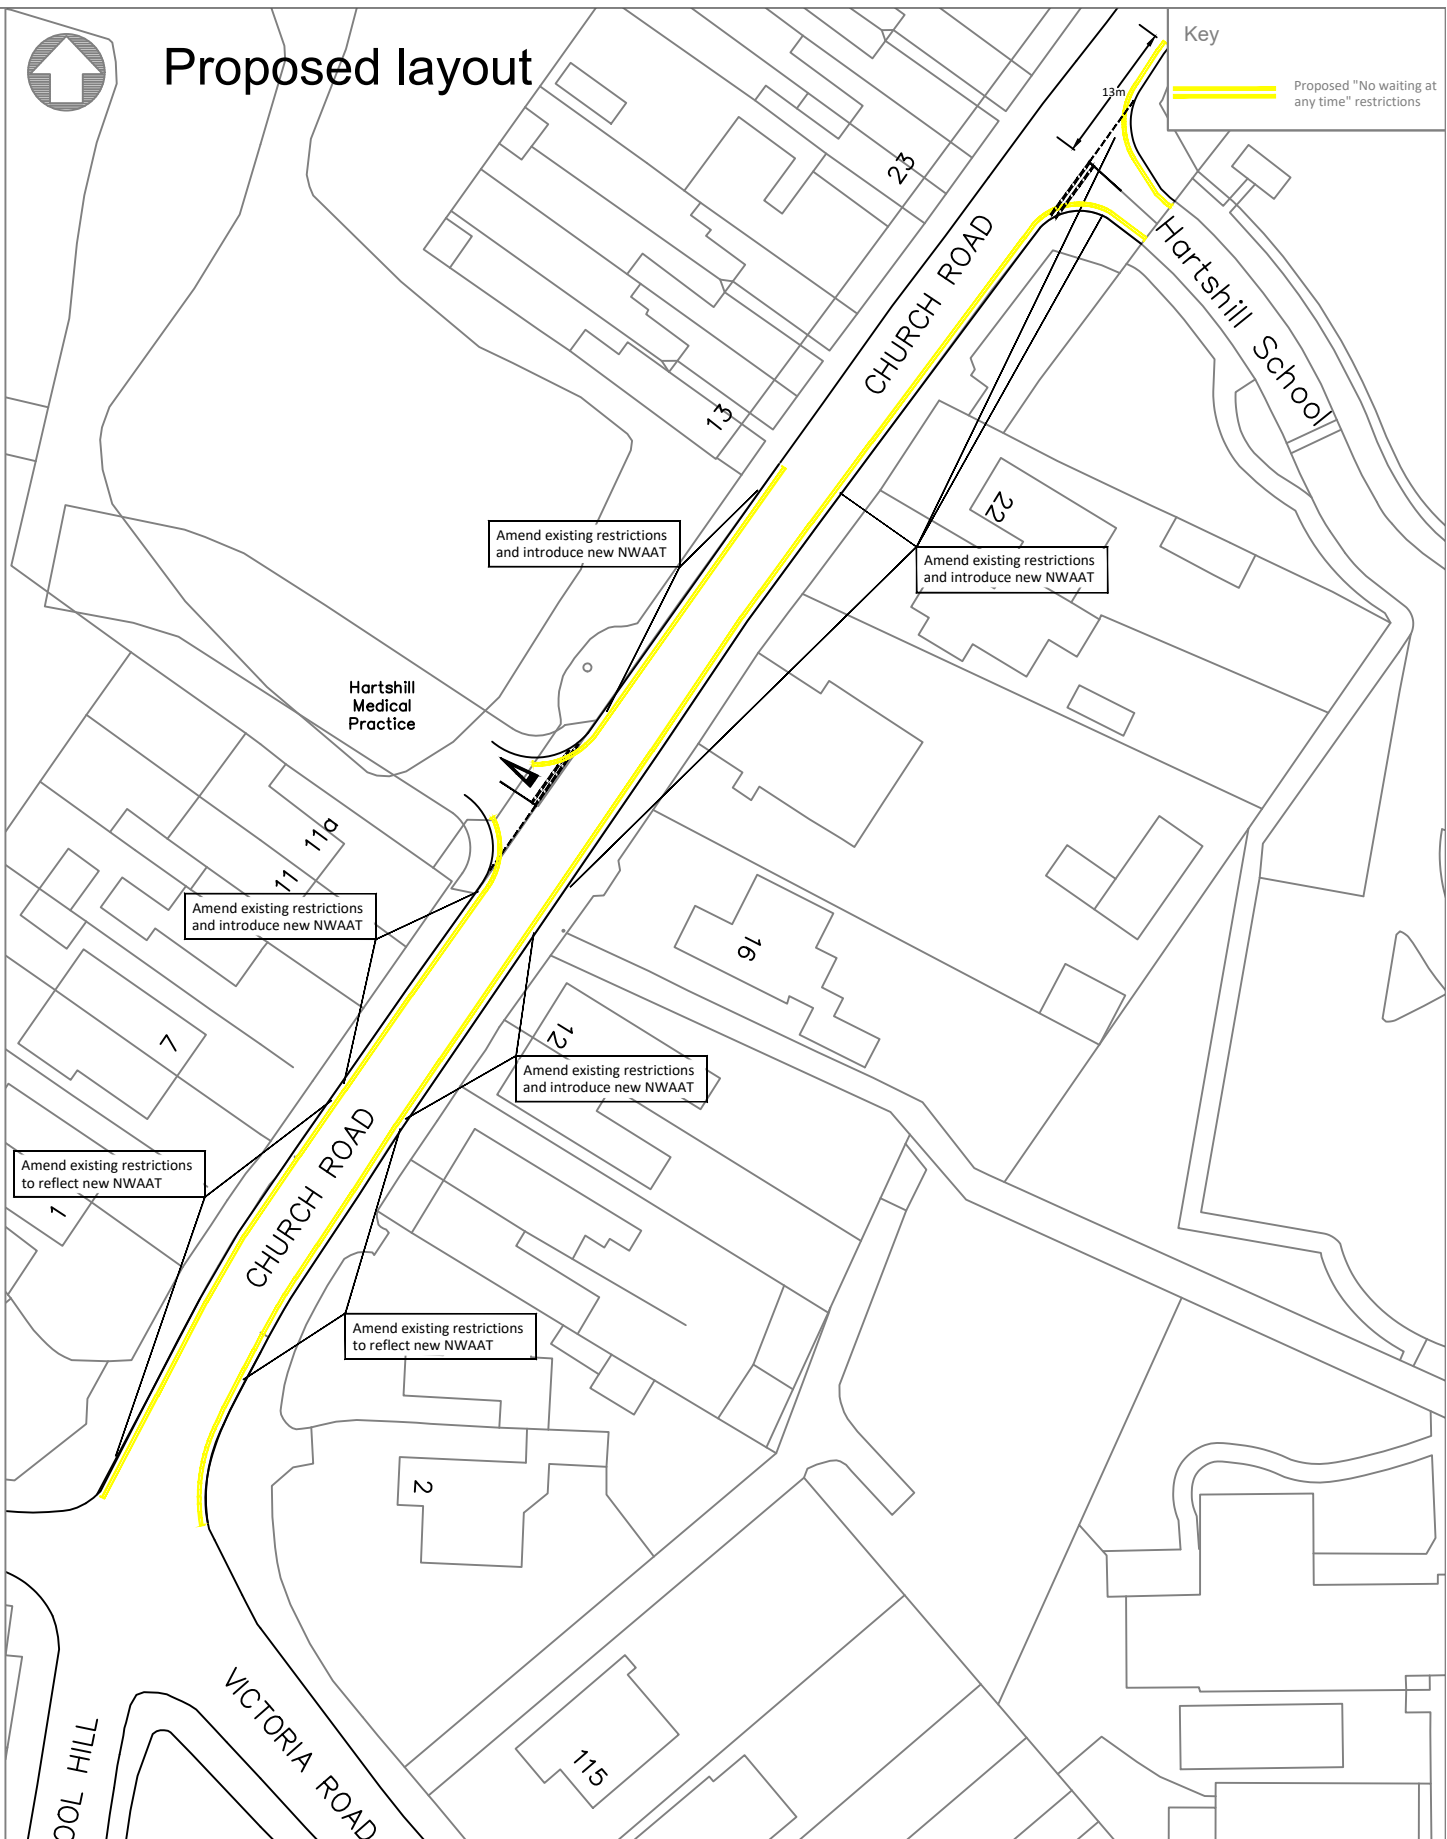 Proposed layout
Key
Proposed "No waiting at
any time" restrictions
13m
23
CHURCH ROAD
Hartshill School
13
22
Amend existing restrictions
and introduce new NWAAT
Amend existing restrictions
and introduce new NWAAT
Hartshill
Medical
Practice
11a
11
Amend existing restrictions
and introduce new NWAAT
16
7
12
Amend existing restrictions
and introduce new NWAAT
CHURCH ROAD
Amend existing restrictions
to reflect new NWAAT
1
Amend existing restrictions
to reflect new NWAAT
2
VICTORIA ROAD
OOL HILL
115